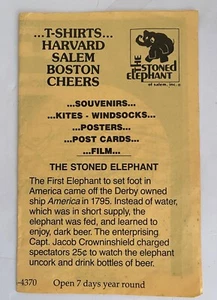 ...T-SHIRTS...
HARVARD
SALEM
BOSTON
CHEERS
THE STONED
ELEPHANT
of salem, inc.
...SOUVENIRS...
...KITES - WINDSOCKS...
...POSTERS...
...POST CARDS...
...FILM...
THE STONED ELEPHANT
The First Elephant to set foot in
America came off the Derby owned
ship America in 1795. Instead of water,
which was in short supply, the
elephant was fed, and learned to
enjoy, dark beer. The enterprising
Capt. Jacob Crowninshield charged
spectators 25¢ to watch the elephant
uncork and drink bottles of beer.
-4370 Open 7 days year round